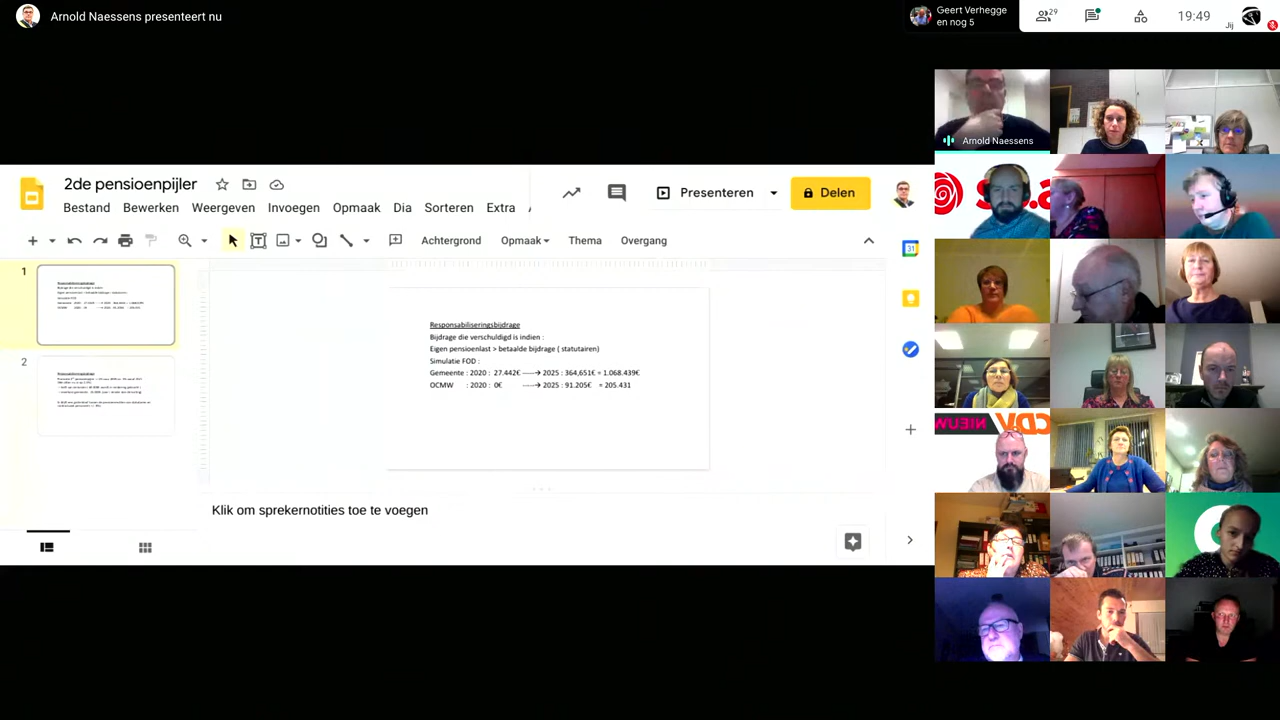 Arnold Naessens presenteert nu
Geert Verhegge
en nog 5
29
19:49
Jij
Arnold Naessens
2de pensioenpijler
Presenteren
Delen
Bestand Bewerken Weergeven Invoegen Opmaak Dia Sorteren Extra
Achtergrond Opmaak Thema Overgang
31
1
2
Responsabiliseringsbijdrage
Bijdrage die verschuldigd is indien :
Eigen pensioenlast > betaalde bijdrage ( statutairen)
Simulatie FOD :
Gemeente : 2020 : 27.442€ -----→ 2025 : 364,651€ = 1.068.439€
OCMW : 2020 : 0€ -----→ 2025 : 91.205€ = 205.431
Klik om sprekernotities toe te voegen